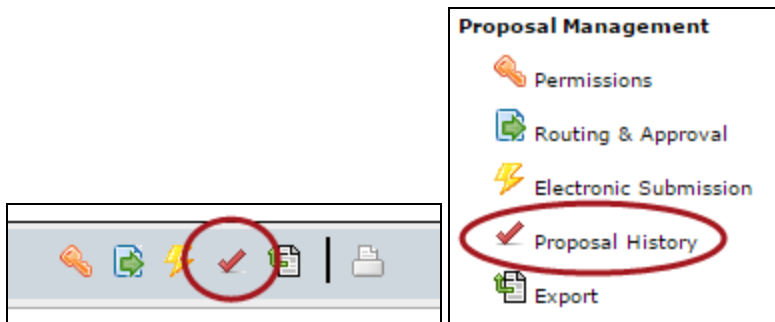 Proposal Management
Permissions
Routing & Approval
Electronic Submission
Proposal History
Export